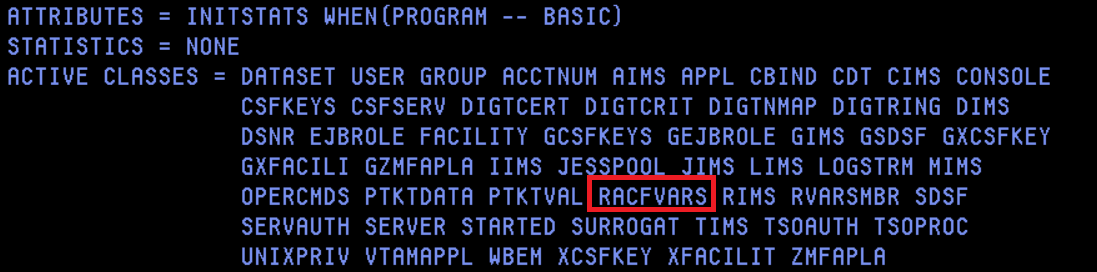 ATTRIBUTES = INITSTATS WHEN(PROGRAM -- BASIC)
STATISTICS = NONE
ACTIVE CLASSES = DATASET USER GROUP ACCTNUM AIMS APPL CBIND CDT CIMS CONSOLE
CSFKEYS CSFSERV DIGTCERT DIGTCRIT DIGTNMAP DIGTRING DIMS
DSNR EJBROLE FACILITY GCSFKEYS GEJBROLE GIMS GSDSF GXCSFKEY
GXFACILI GZMFAPLA IIMS JESSPOOL JIMS LIMS LOGSTRM MIMS
OPERCMDS PTKTDATA PTKTVAL RACFVARS RIMS RVARSMBR SDSF
SERVAUTH SERVER STARTED SURROGAT TIMS TSOAUTH TSOPROC
UNIXPRIV VTAMAPPL WBEM XCSFKEY XFACILIT ZMFAPLA